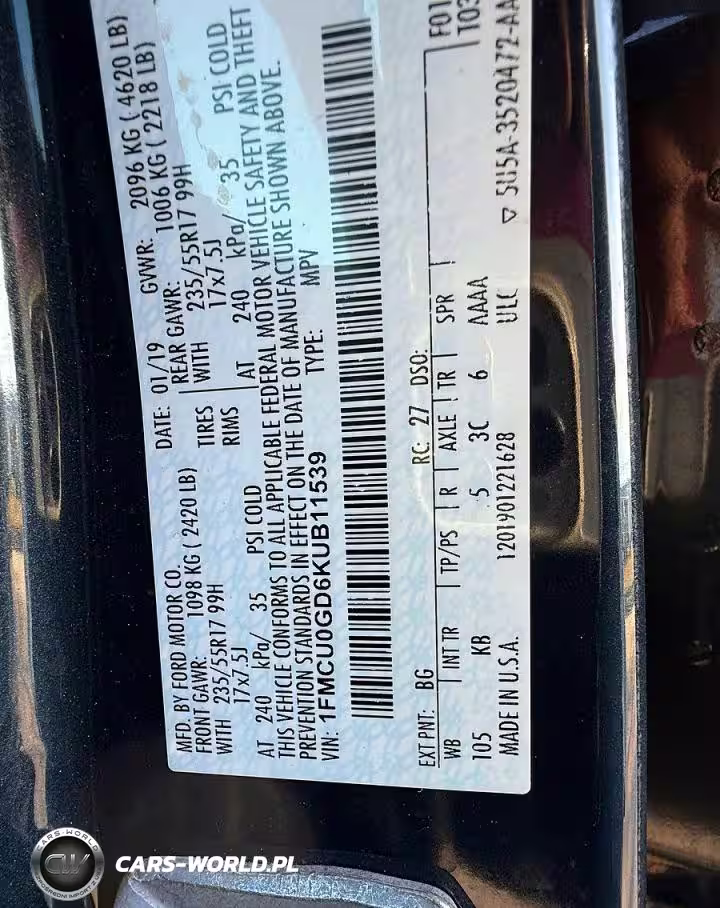 MFD. BY FORD MOTOR CO.
DATE: 01/19
GVWR: 2096 KG ( 4620 LB)
FRONT GAWR: 1098 KG ( 2420 LB)
REAR GAWR: 1006 KG ( 2218 LB)
WITH 235/55R17 99H
TIRES
WITH 235/55R17 99H
17x7.5J
RIMS
17x7.5J
AT 240 kPa/ 35 PSI COLD
AT 240 kPa/ 35 PSI COLD
THIS VEHICLE CONFORMS TO ALL APPLICABLE FEDERAL MOTOR VEHICLE SAFETY AND THEFT
PREVENTION STANDARDS IN EFFECT ON THE DATE OF MANUFACTURE SHOWN ABOVE.
VIN: 1FMCU0GD6KUB11539
TYPE: MPV
EXT PNT: BG RC: 27 DSO:
F01
T03
WB INT TR TP/PS R AXLE TR SPR
105 KB 5 3C 6 AAAA
MADE IN U.S.A. 1201901221628 ULC
5U5A-3520472-AA
CARS-WORLD
CARS-WORLD.PL